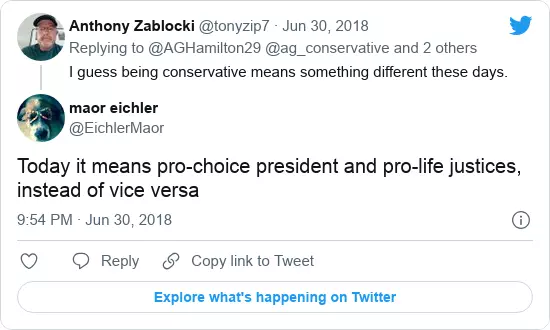 Anthony Zablocki @tonyzip7 · Jun 30, 2018
Replying to @AGHamilton29 @ag_conservative and 2 others
I guess being conservative means something different these days.
maor eichler
@EichlerMaor
Today it means pro-choice president and pro-life justices,
instead of vice versa
9:54 PM · Jun 30, 2018
Reply
Copy link to Tweet
Explore what's happening on Twitter